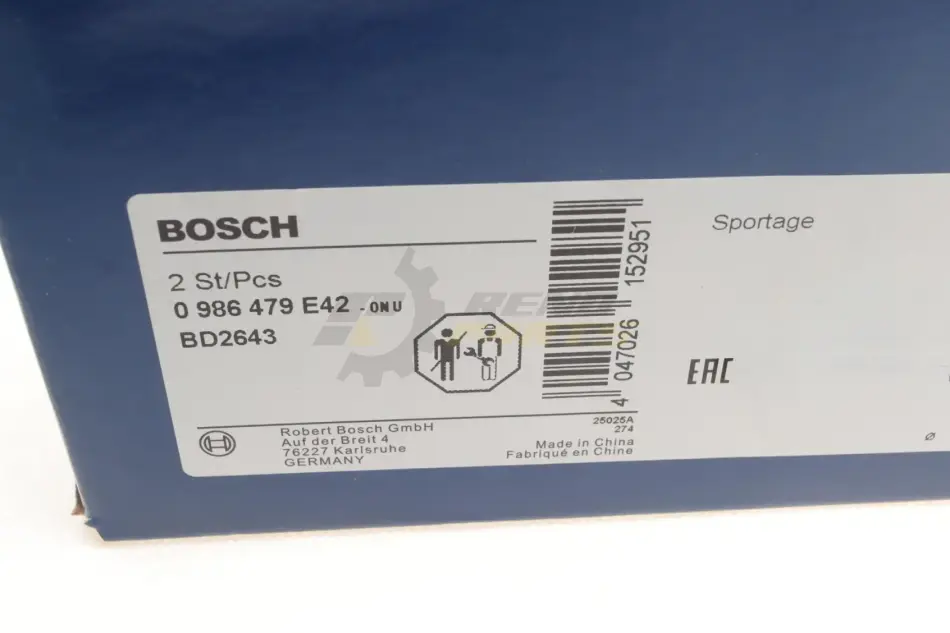 BOSCH
2 St/Pcs
0 986 479 E42 - 0NU
BD2643
Robert Bosch GmbH
Auf der Breit 4
76227 Karlsruhe
GERMANY
4 047026 152951
25025A
274
Made in China
Fabriqué en Chine
Sportage
EAC
Ø